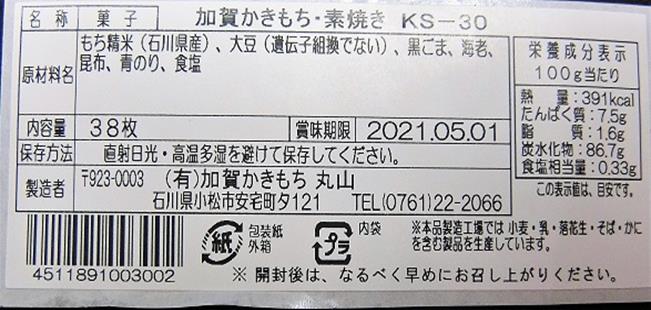 名称 菓子 加賀かきもち・素焼き KS-30
原材料名 もち精米(石川県産)、大豆(遺伝子組換でない)、黒ごま、海老、
昆布、青のり、食塩
内容量 38枚 賞味期限 2021.05.01
保存方法 直射日光・高温多湿を避けて保存してください。
製造者 〒923-0003 (有)加賀かきもち 丸山
石川県小松市安宅町タ121 TEL(0761)22-2066
栄養成分表示
100g当たり
熱量:391kcal
たんぱく質:7.5g
脂質:1.6g
炭水化物:86.7g
食塩相当量:0.33g
この表示値は、目安です。
4511891003002
紙 包装紙 外箱
プラ 内袋
※本品製造工場では小麦・乳・落花生・そば・かに
を含む製品を生産しています。
※開封後は、なるべく早めにお召し上がりください。